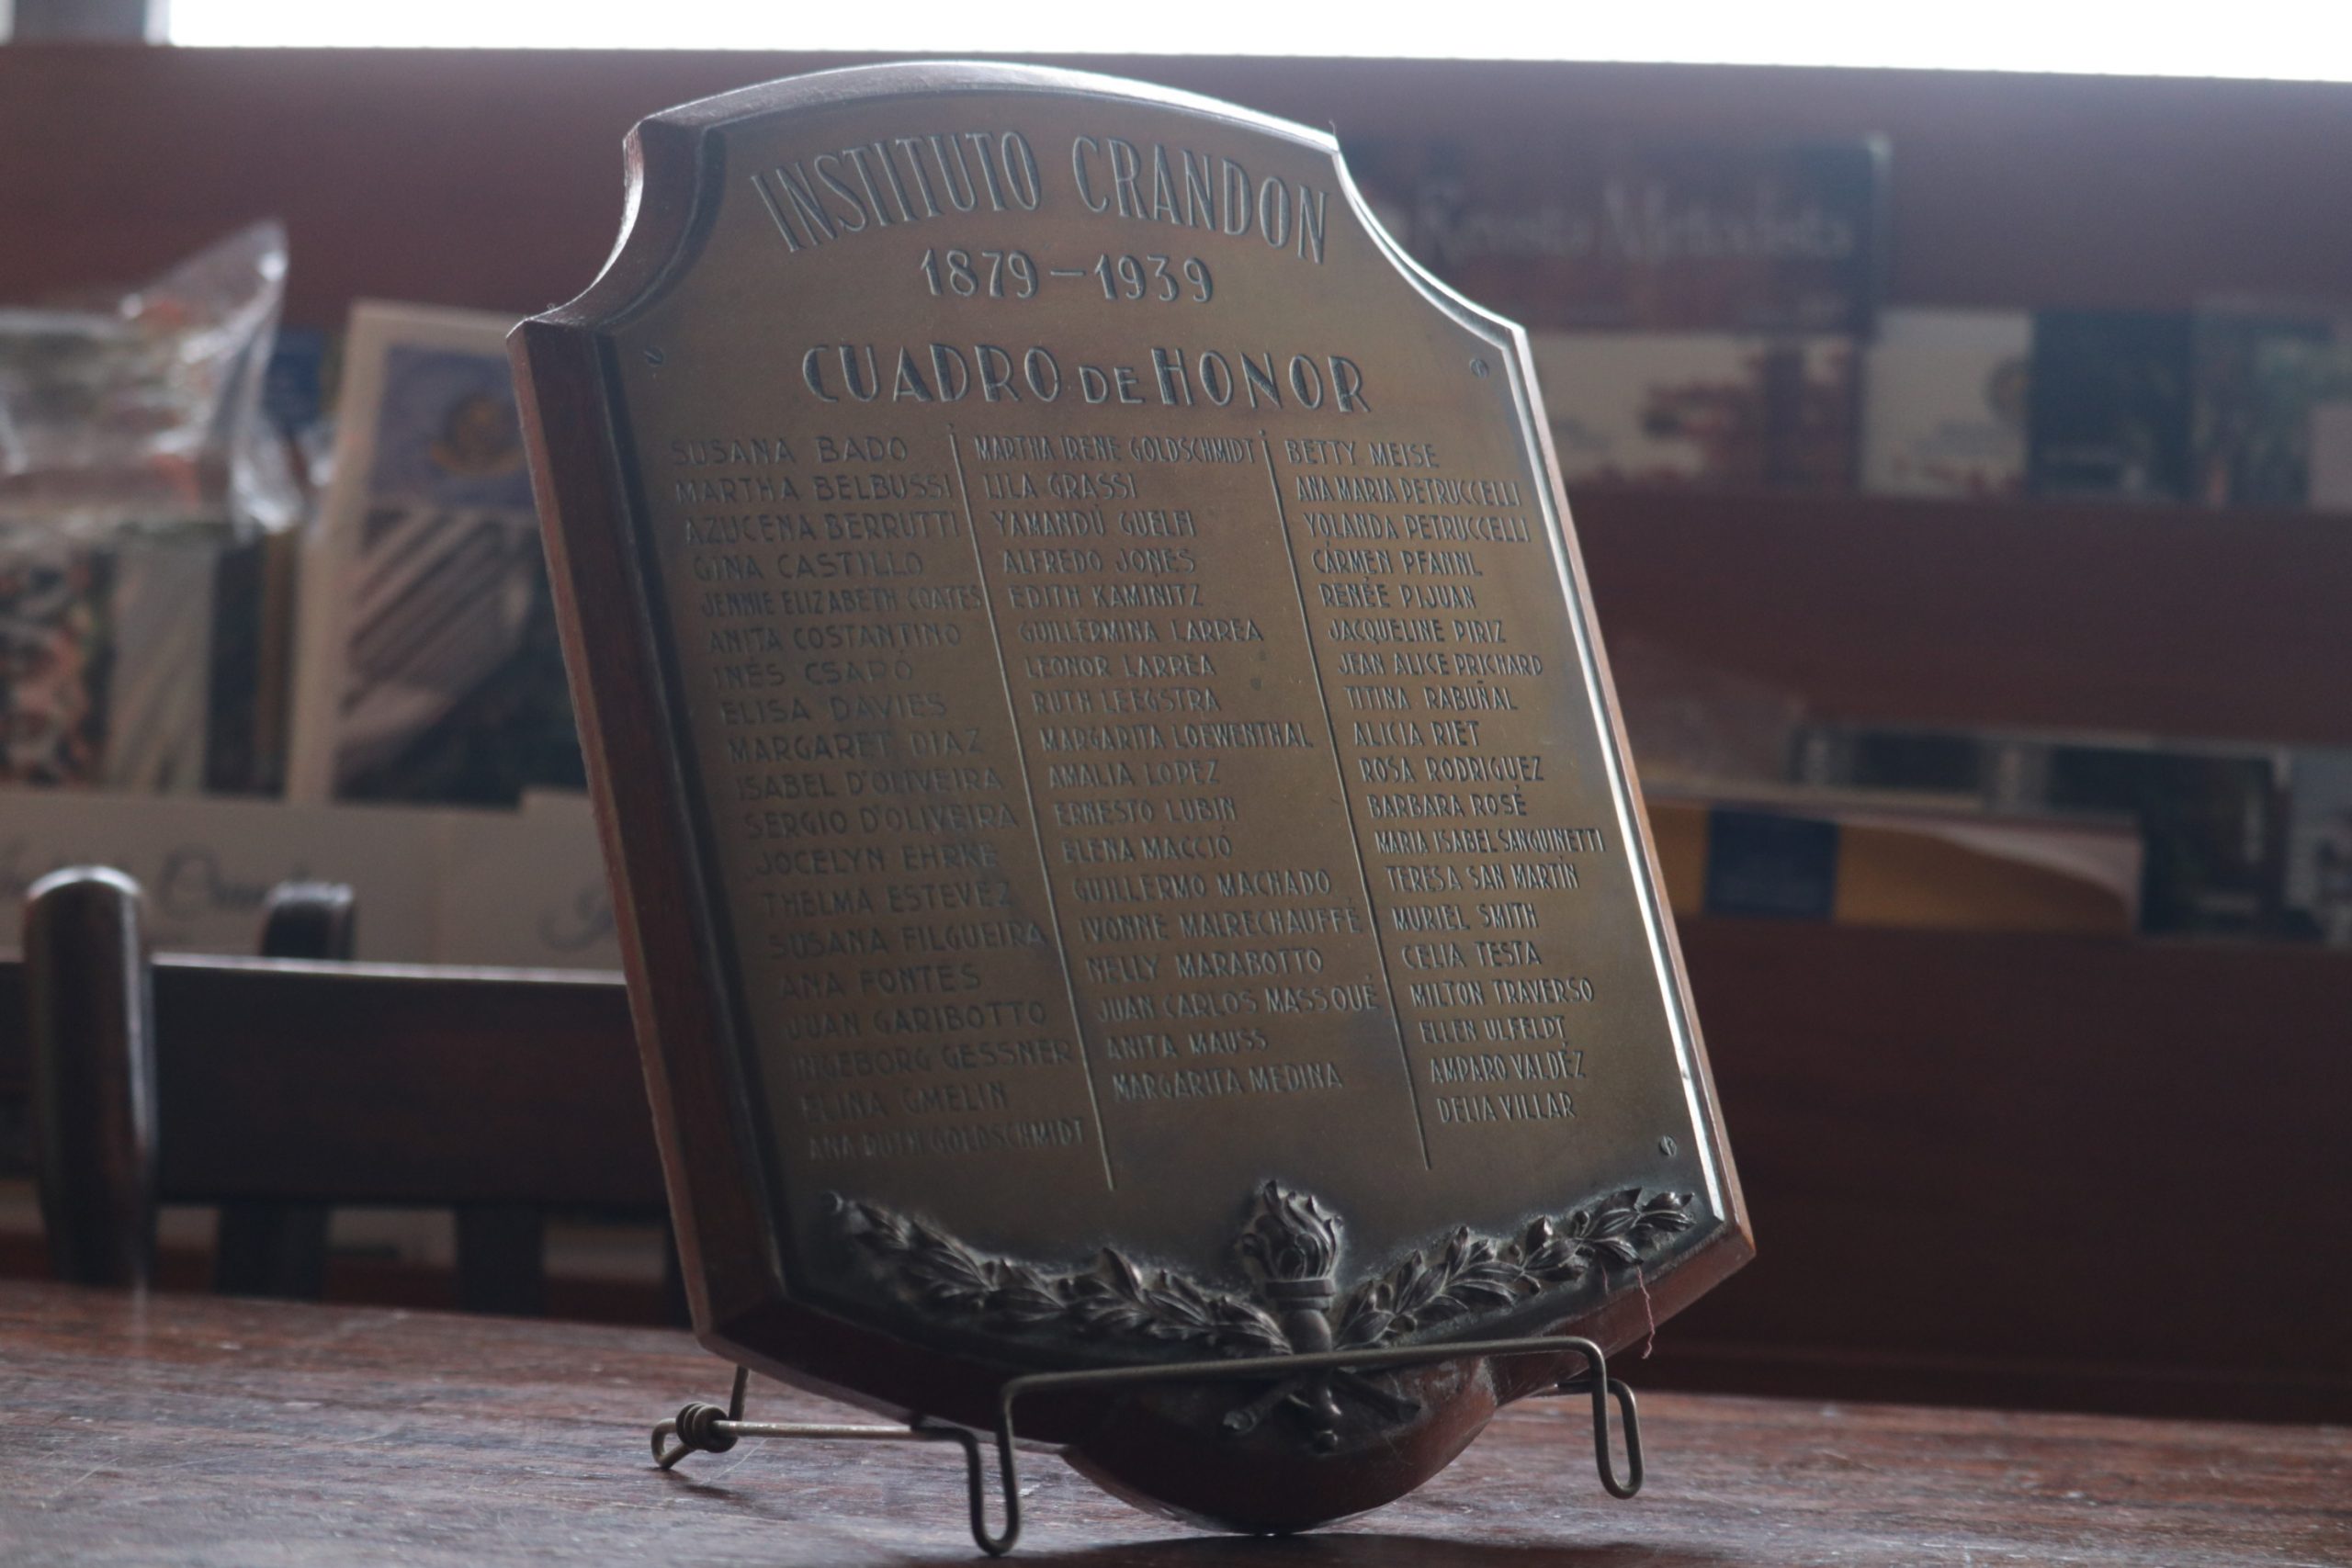 INSTITUTO CRANDON
1879-1939
CUADRO DE HONOR
SUSANA BADO
MARTHA BELBUSSI
AZUCENA BERRUTTI
GINA CASTILLO
JENNIE ELIZABETH COATES
ANITA COSTANTINO
INÉS CSAPÓ
ELISA DAVIES
MARGARET DIAZ
ISABEL D'OLIVEIRA
SERGIO D'OLIVEIRA
JOCELYN EHRKE
THELMA ESTEVEZ
SUSANA FILGUEIRA
ANA FONTES
JUAN GARIBOTTO
INGEBORG GESSNER
ELINA GMELIN
ANA RUTH GOLDSCHMIDT
MARTHA IRENE GOLDSCHMIDT
LILA GRASSI
YAMANDÚ GUELFI
ALFREDO JONES
EDITH KAMINITZ
GUILLERMINA LARREA
LEONOR LARREA
RUTH LEEGSTRA
MARGARITA LOEWENTHAL
AMALIA LOPEZ
ERNESTO LUBIN
ELENA MACCIÓ
GUILLERMO MACHADO
IVONNE MALRECHAUFFÉ
NELLY MARABOTTO
JUAN CARLOS MASSOUÉ
ANITA MAUSS
MARGARITA MEDINA
BETTY MEISE
ANA MARIA PETRUCCELLI
YOLANDA PETRUCCELLI
CARMEN PFANNL
RENÉE PIJUAN
JACQUELINE PIRIZ
JEAN ALICE PRICHARD
TITINA RABUÑAL
ALICIA RIET
ROSA RODRIGUEZ
BARBARA ROSÉ
MARIA ISABEL SANGUINETTI
TERESA SAN MARTÍN
MURIEL SMITH
CELIA TESTA
MILTON TRAVERSO
ELLEN ULFELDT
AMPARO VALDÉZ
DELIA VILLAR